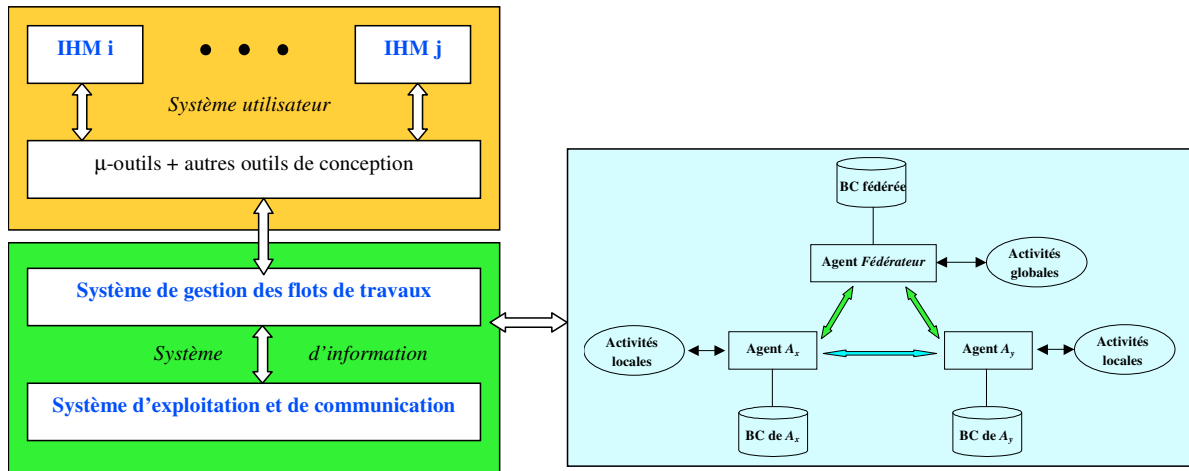 IHM i
• • •
IHM j
Système utilisateur
μ-outils + autres outils de conception
Système de gestion des flots de travaux
Système d'information
Système d'exploitation et de communication
BC fédérée
Agent Fédérateur
Activités
globales
Activités
locales
Agent Ax
Agent Ay
Activités
locales
BC de Ax
BC de Ay